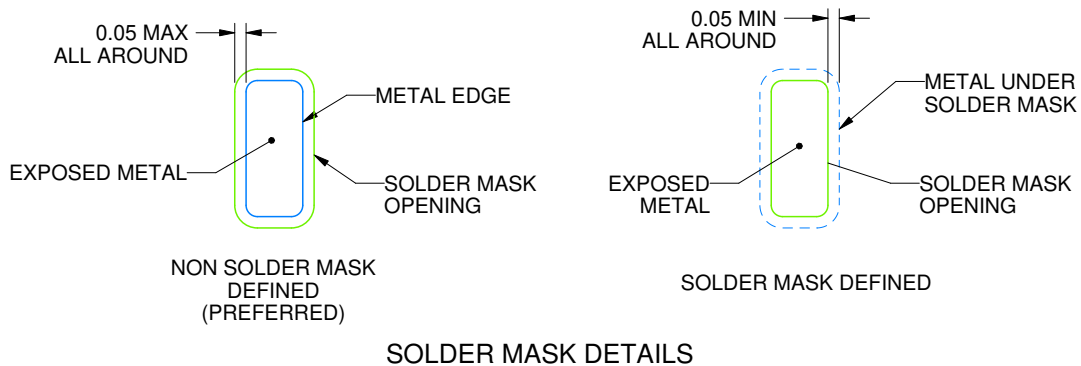 0.05 MAX
ALL AROUND
METAL EDGE
EXPOSED METAL
SOLDER MASK
OPENING
NON SOLDER MASK
DEFINED
(PREFERRED)
0.05 MIN
ALL AROUND
METAL UNDER
SOLDER MASK
EXPOSED
METAL
SOLDER MASK
OPENING
SOLDER MASK DEFINED
SOLDER MASK DETAILS